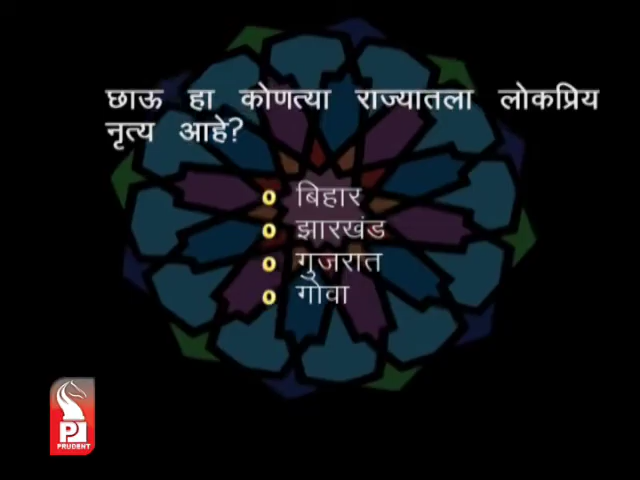 छाऊ हा कोणत्या राज्यातला लोकप्रिय
नृत्य आहे?
o बिहार
o झारखंड
o गुजरात
o गोवा
P
PRUDENT